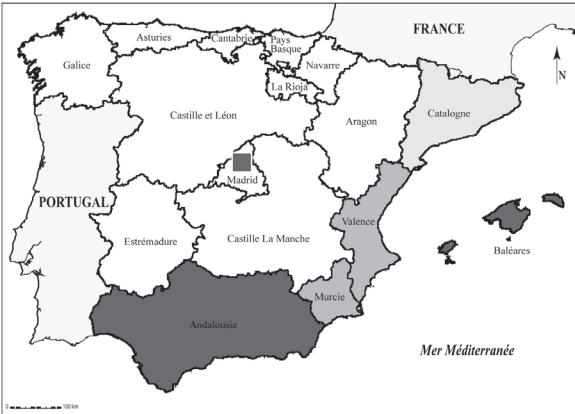 FRANCE
Asturies
Cantabrie
Pays
Basque
Galice
Navarre
N
La Rioja
Castille et Léon
Catalogne
Aragon
Madrid
PORTUGAL
Valence
Estrémadure
Castille La Manche
Baléares
Murcie
Andalousie
Mer Méditerranée
0 100 km